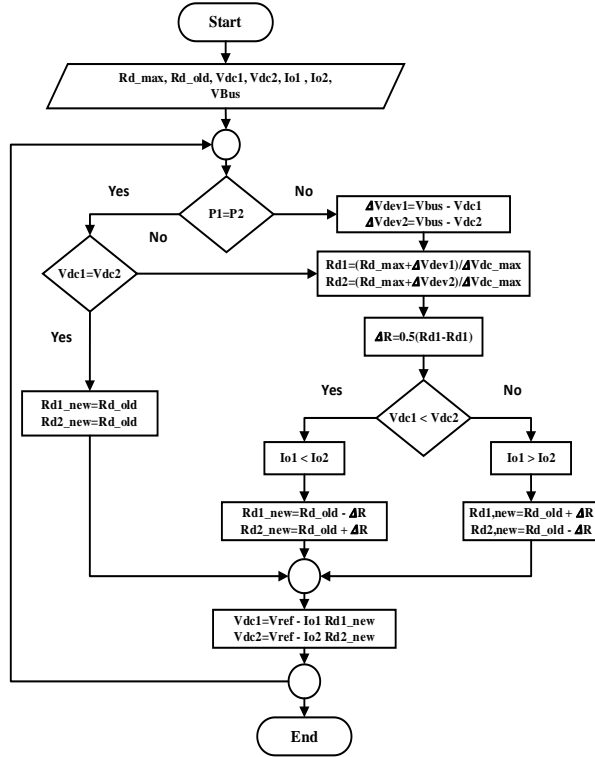 Start
Rd_max, Rd_old, Vdc1, Vdc2, Io1 , Io2,
VBus
Yes
No
P1=P2
ΔVdev1=Vbus - Vdc1
ΔVdev2=Vbus - Vdc2
No
Vdc1=Vdc2
Rd1=(Rd_max+ΔVdev1)/ΔVdc_max
Rd2=(Rd_max+ΔVdev2)/ΔVdc_max
Yes
ΔR=0.5(Rd1-Rd1)
Yes
No
Rd1_new=Rd_old
Rd2_new=Rd_old
Vdc1 < Vdc2
Io1 < Io2
Io1 > Io2
Rd1_new=Rd_old - ΔR
Rd2_new=Rd_old + ΔR
Rd1,new=Rd_old + ΔR
Rd2,new=Rd_old - ΔR
Vdc1=Vref - Io1 Rd1_new
Vdc2=Vref - Io2 Rd2_new
End